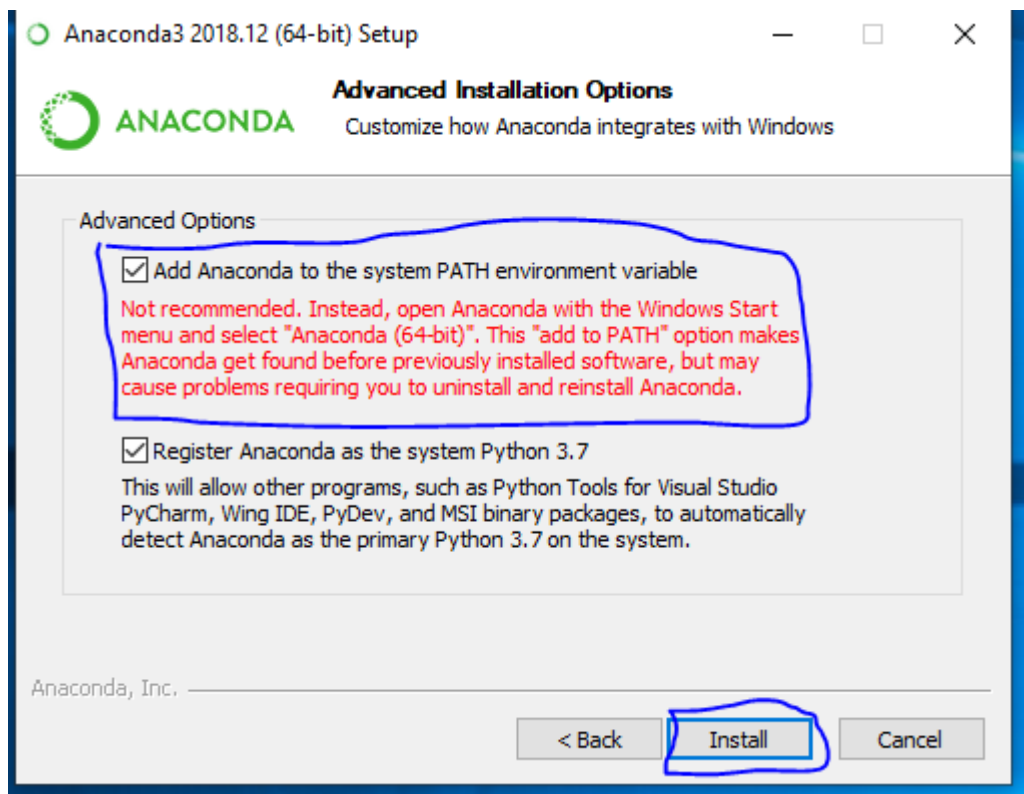 Anaconda3 2018.12 (64-bit) Setup
ANACONDA
Advanced Installation Options
Customize how Anaconda integrates with Windows
Advanced Options
Add Anaconda to the system PATH environment variable
Not recommended. Instead, open Anaconda with the Windows Start
menu and select "Anaconda (64-bit)". This "add to PATH" option makes
Anaconda get found before previously installed software, but may
cause problems requiring you to uninstall and reinstall Anaconda.
Register Anaconda as the system Python 3.7
This will allow other programs, such as Python Tools for Visual Studio
PyCharm, Wing IDE, PyDev, and MSI binary packages, to automatically
detect Anaconda as the primary Python 3.7 on the system.
Anaconda, Inc.
< Back
Install
Cancel